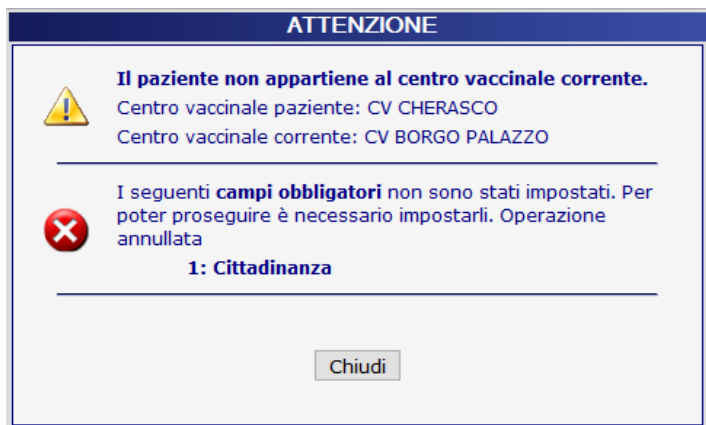 ATTENZIONE
Il paziente non appartiene al centro vaccinale corrente.
Centro vaccinale paziente: CV CHERASCO
Centro vaccinale corrente: CV BORGO PALAZZO
I seguenti campi obbligatori non sono stati impostati. Per
poter proseguire è necessario impostarli. Operazione
annullata
1: Cittadinanza
Chiudi